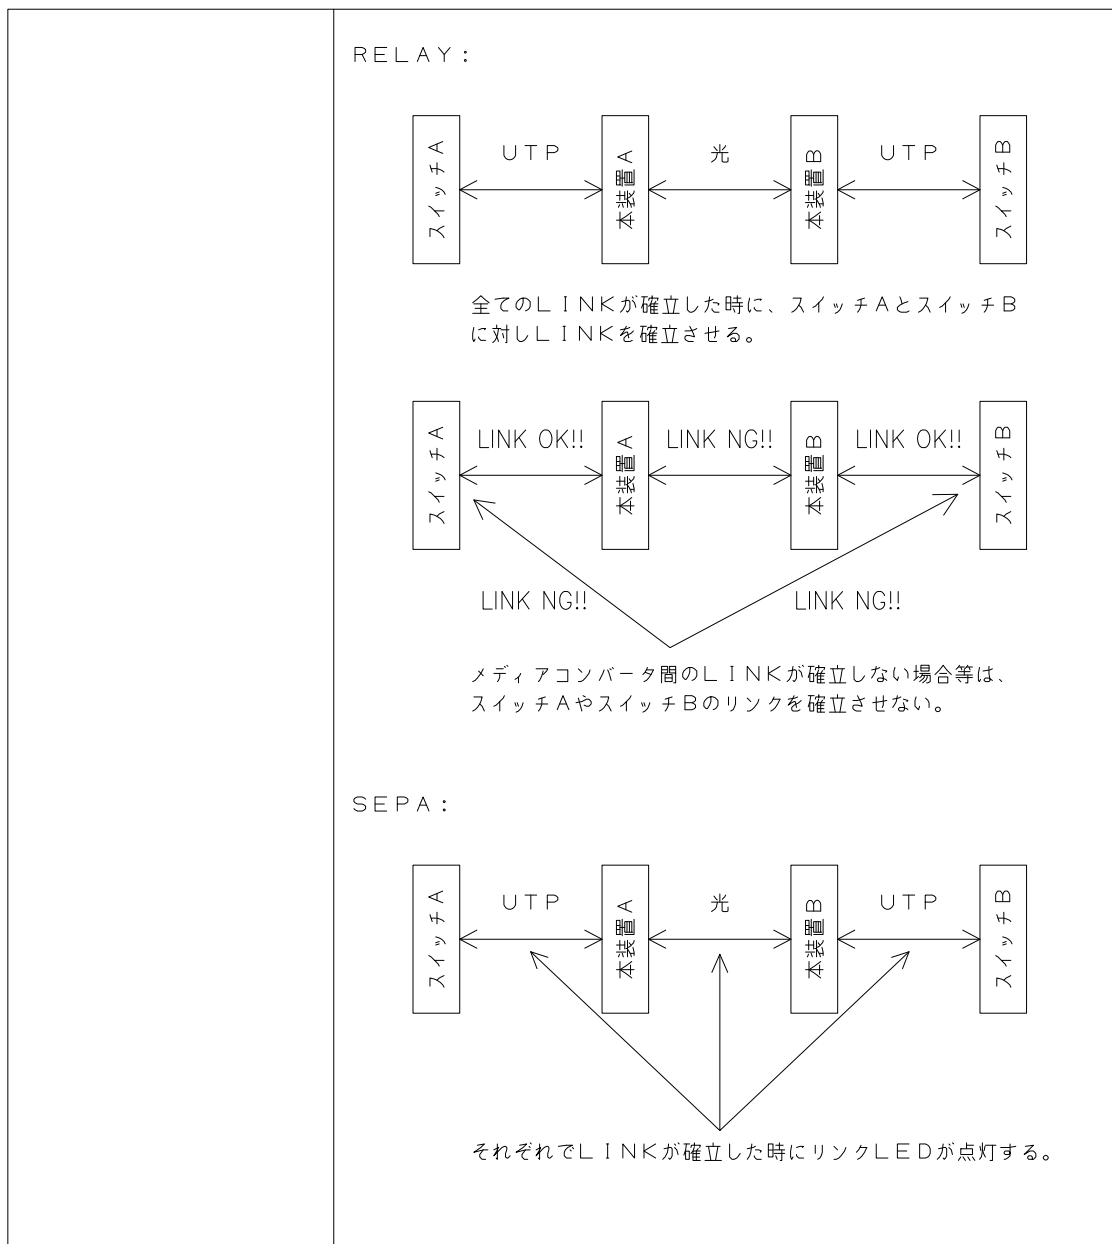 ＲＥＬＡＹ：
スイッチＡ
ＵＴＰ
本装置Ａ
光
本装置Ｂ
ＵＴＰ
スイッチＢ
全てのＬＩＮＫが確立した時に、スイッチＡとスイッチＢ
に対しＬＩＮＫを確立させる。
スイッチＡ
LINK OK!!
本装置Ａ
LINK NG!!
本装置Ｂ
LINK OK!!
スイッチＢ
LINK NG!!
LINK NG!!
メディアコンバータ間のＬＩＮＫが確立しない場合等は、
スイッチＡやスイッチＢのリンクを確立させない。
ＳＥＰＡ：
スイッチＡ
ＵＴＰ
本装置Ａ
光
本装置Ｂ
ＵＴＰ
スイッチＢ
それぞれでＬＩＮＫが確立した時にリンクＬＥＤが点灯する。